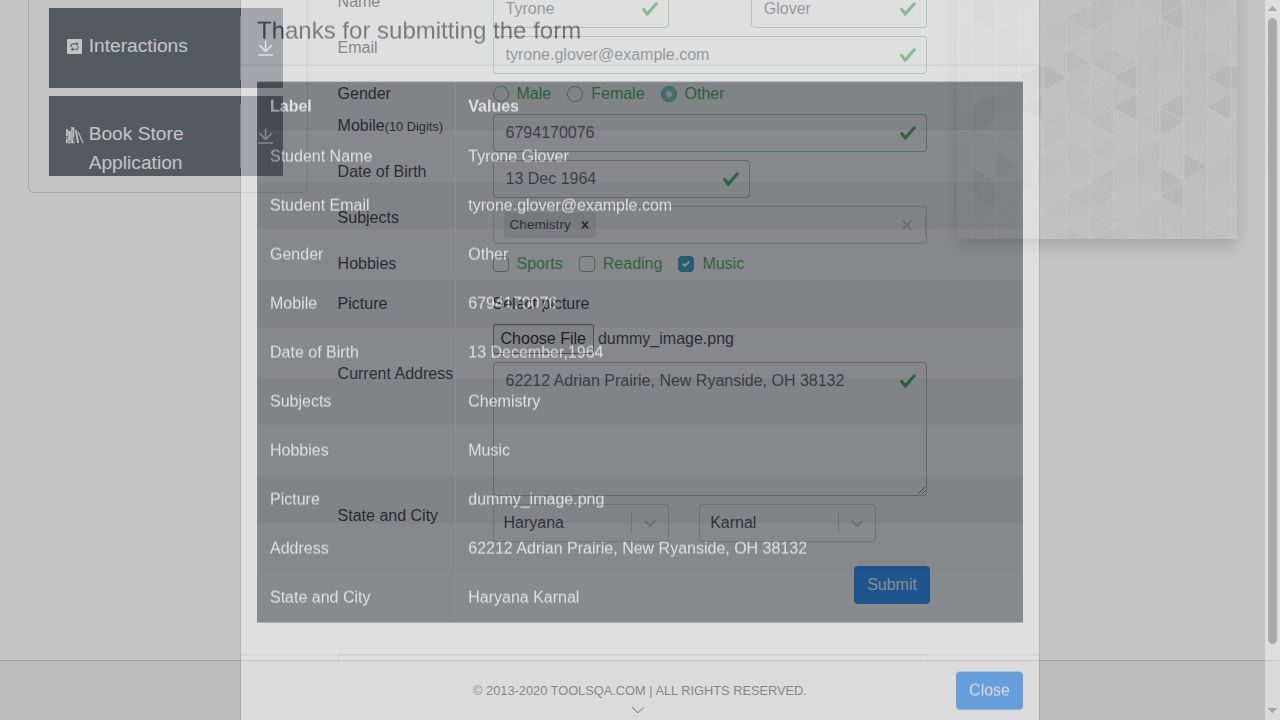 Name
Tyrone
Glover
Thanks for submitting the form
Interactions
Email
tyrone.glover@example.com
Gender
Male
Female
Other
Label
Values
Mobile(10 Digits)
6794170076
Book Store
Application
Student Name
Tyrone Glover
Date of Birth
13 Dec 1964
Student Email
tyrone.glover@example.com
Subjects
Chemistry x
Gender
Other
Hobbies
Sports
Reading
Music
Mobile
6794170076
Picture
Select picture
Choose File dummy_image.png
Date of Birth
13 December,1964
Current Address
62212 Adrian Prairie, New Ryanside, OH 38132
Subjects
Chemistry
Hobbies
Music
Picture
dummy_image.png
State and City
Haryana
Karnal
Address
62212 Adrian Prairie, New Ryanside, OH 38132
Submit
State and City
Haryana Karnal
© 2013-2020 TOOLSQA.COM | ALL RIGHTS RESERVED.
Close